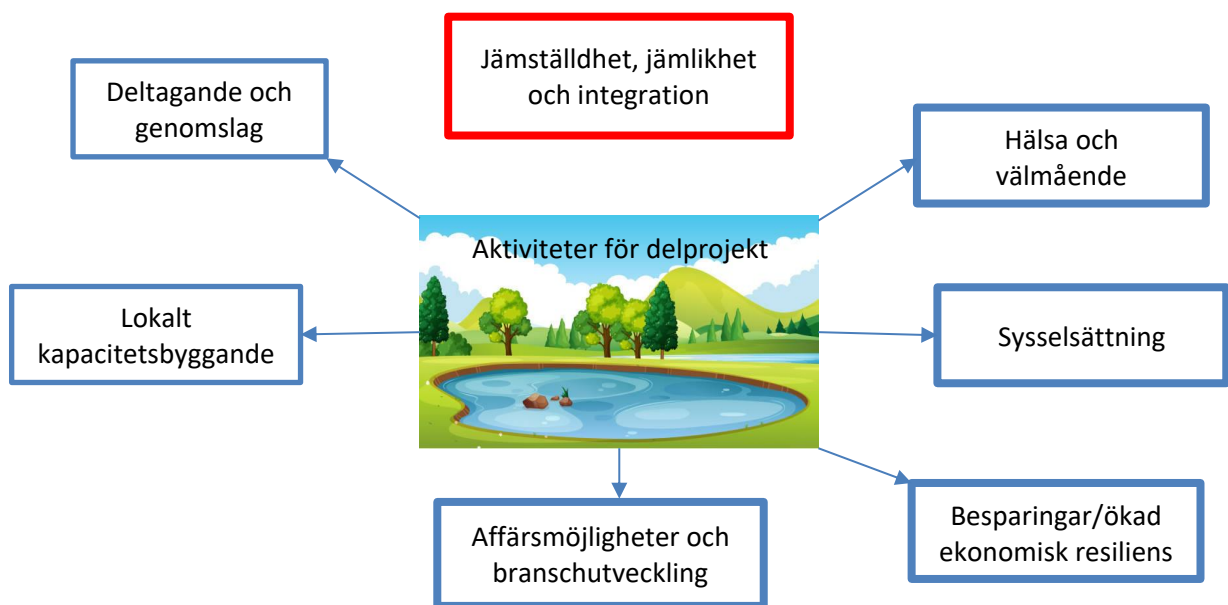 Jämställdhet, jämlikhet
och integration
Deltagande och
genomslag
Hälsa och
välmående
Aktiviteter för delprojekt
Lokalt
kapacitetsbyggande
Sysselsättning
Affärsmöjligheter och
branschutveckling
Besparingar/ökad
ekonomisk resiliens